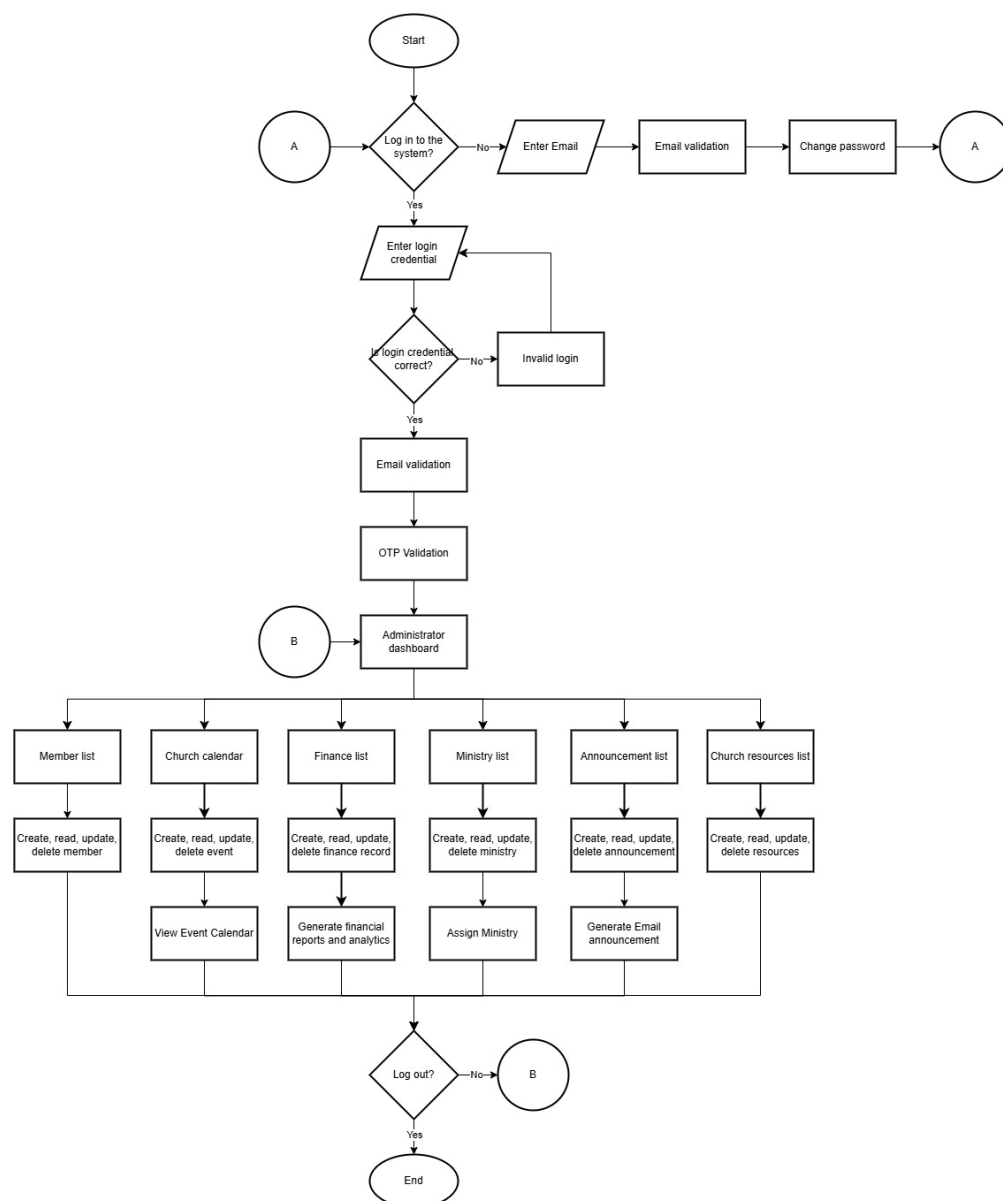 Start
A
Log in to the
system?
No
Enter Email
Email validation
Change password
A
Yes
Enter login
credential
Is login credential
correct?
No
Invalid login
Yes
Email validation
OTP Validation
B
Administrator
dashboard
Member list
Church calendar
Finance list
Ministry list
Announcement list
Church resources list
Create, read, update,
delete member
Create, read, update,
delete event
Create, read, update,
delete finance record
Create, read, update,
delete ministry
Create, read, update,
delete announcement
Create, read, update,
delete resources
View Event Calendar
Generate financial
reports and analytics
Assign Ministry
Generate Email
announcement
Log out?
No
B
Yes
End